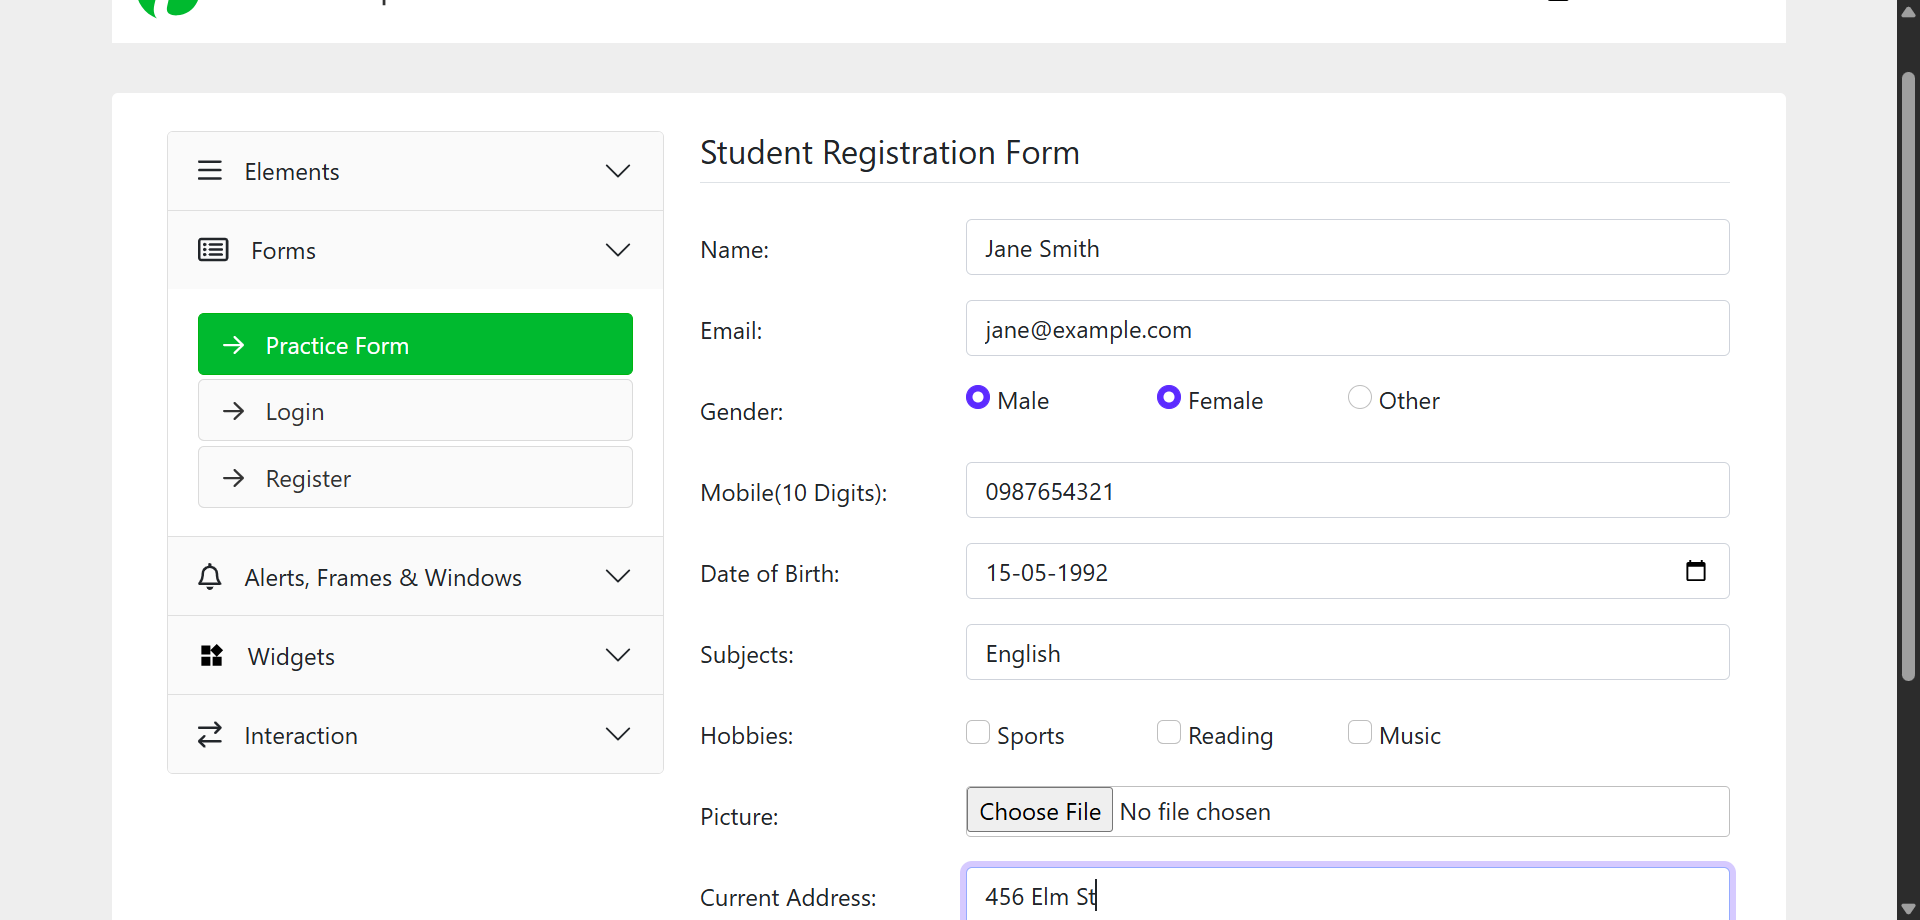 Elements
Forms
Practice Form
Login
Register
Alerts, Frames & Windows
Widgets
Interaction
Student Registration Form
Name: Jane Smith
Email: jane@example.com
Gender: Male Female Other
Mobile(10 Digits): 0987654321
Date of Birth: 15-05-1992
Subjects: English
Hobbies: Sports Reading Music
Picture: Choose File No file chosen
Current Address: 456 Elm St